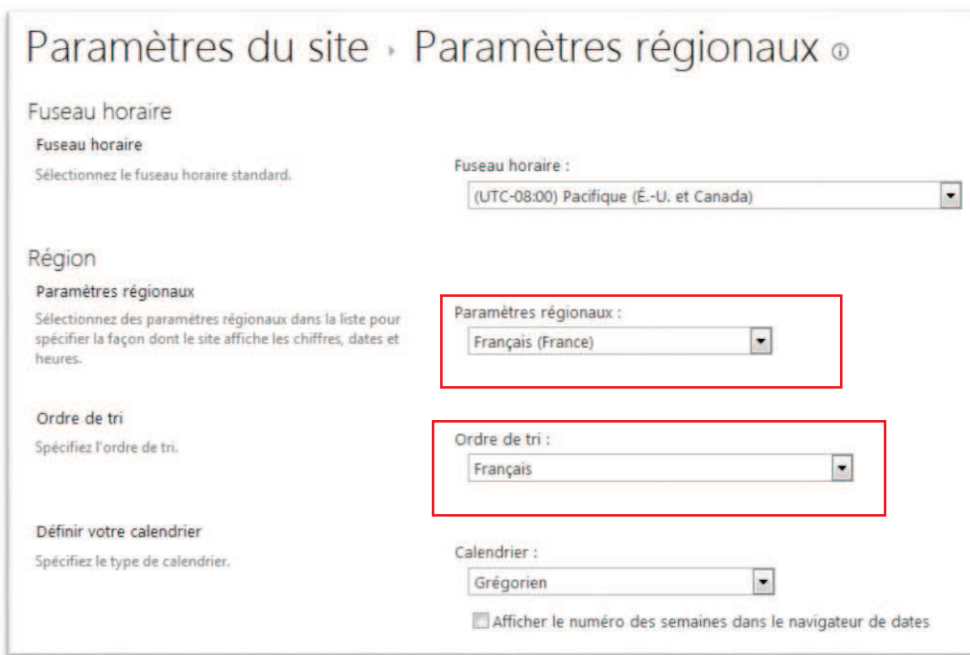 Paramètres du site › Paramètres régionaux
Fuseau horaire
Fuseau horaire
Sélectionnez le fuseau horaire standard.
Fuseau horaire :
(UTC-08:00) Pacifique (É.-U. et Canada)
Région
Paramètres régionaux
Sélectionnez des paramètres régionaux dans la liste pour
spécifier la façon dont le site affiche les chiffres, dates et
heures.
Paramètres régionaux :
Français (France)
Ordre de tri
Spécifiez l'ordre de tri.
Ordre de tri :
Français
Définir votre calendrier
Spécifiez le type de calendrier.
Calendrier :
Grégorien
Afficher le numéro des semaines dans le navigateur de dates